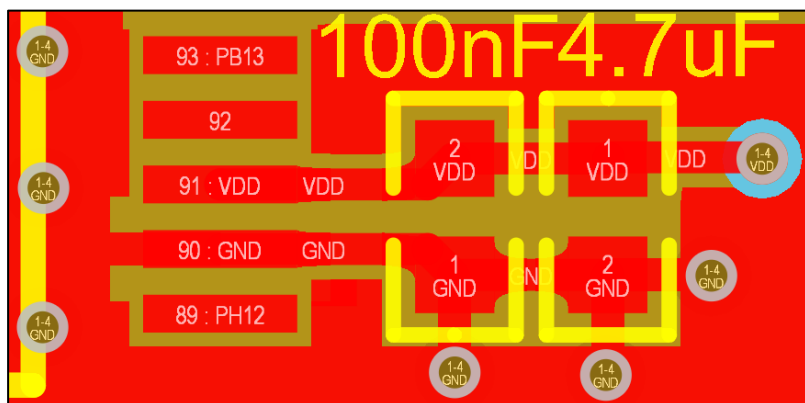 100nF4.7uF
1-4
GND
93 : PB13
92
2
VDD
VDD
1
VDD
VDD
1-4
VDD
1-4
GND
91 : VDD
VDD
90 : GND
GND
1
GND
GND
2
GND
1-4
GND
89 : PH12
1-4
GND
1-4
GND
1-4
GND